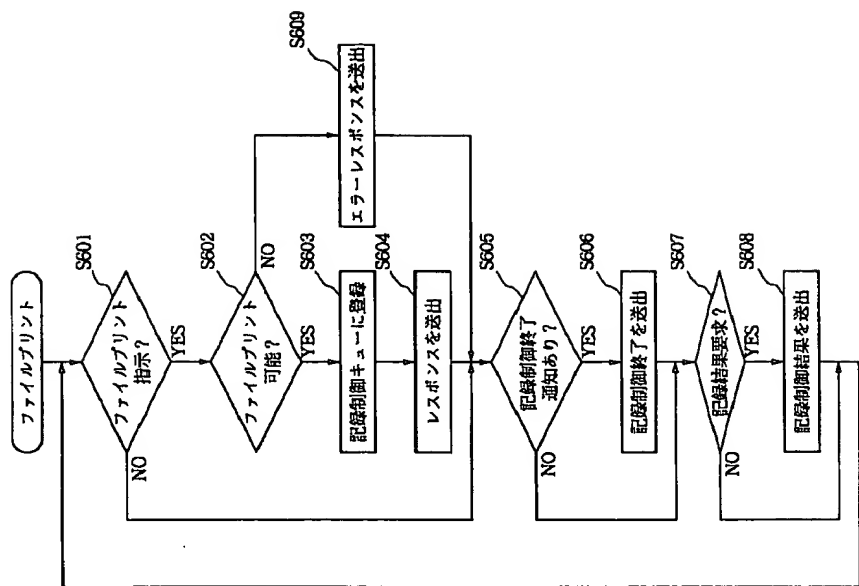 ファイルプリント
S601
ファイルプリント
指示？
YES
NO
S602
ファイルプリント
可能？
NO
YES
S603
記録制御キューに登録
S609
エラーレスポンスを送出
S604
レスポンスを送出
S605
記録制御終了
通知あり？
NO
YES
S606
記録制御終了を送出
S607
記録結果要求？
NO
YES
S608
記録制御結果を送出